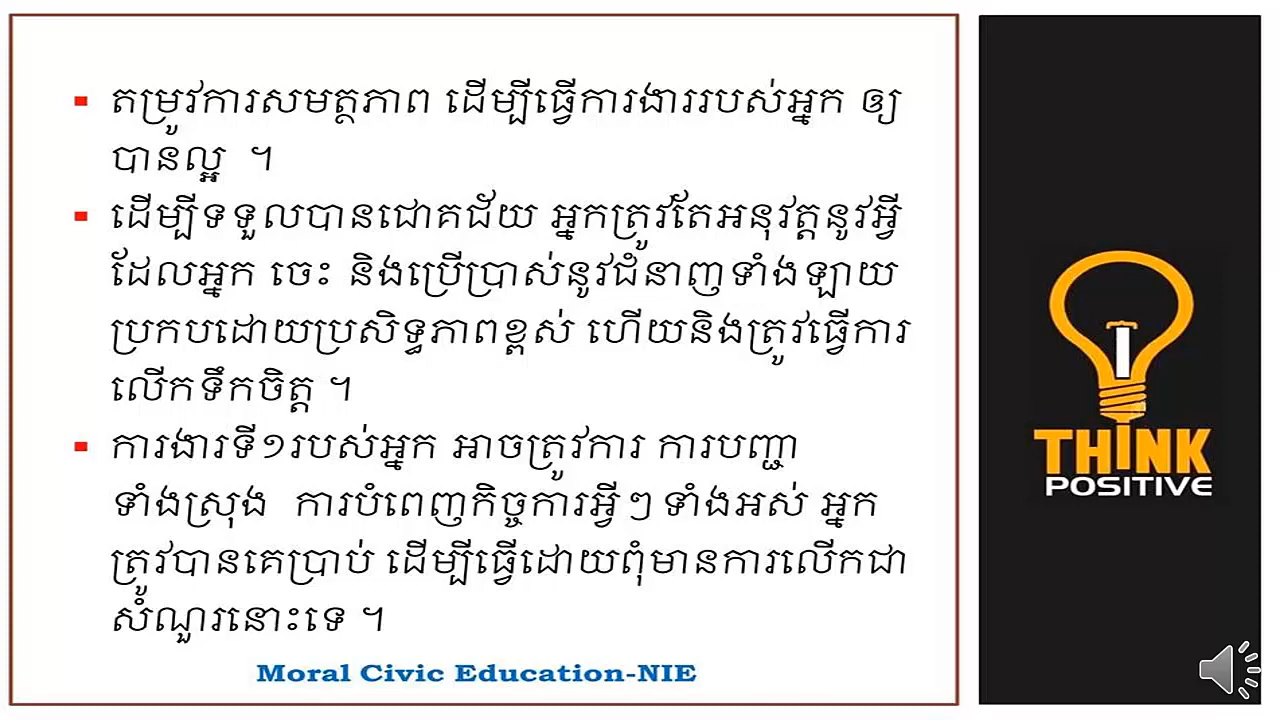 តម្រូវការសមត្ថភាព ដើម្បីធ្វើការងាររបស់អ្នក ឲ្យ
បានល្អ ។
ដើម្បីទទួលបានជោគជ័យ អ្នកត្រូវតែអនុវត្តនូវអ្វី
ដែលអ្នក ចេះ និងប្រើប្រាស់នូវជំនាញទាំងឡាយ
ប្រកបដោយប្រសិទ្ធភាពខ្ពស់ ហើយនិងត្រូវធ្វើការ
លើកទឹកចិត្ត ។
ការងារទី១របស់អ្នក អាចត្រូវការ ការបញ្ជា
ទាំងស្រុង ការបំពេញកិច្ចការអ្វីៗ ទាំងអស់ អ្នក
ត្រូវបានគេប្រាប់ ដើម្បីធ្វើដោយពុំមានការលើកជា
សំណួរនោះទេ ។
Moral Civic Education-NIE
THINK
POSITIVE